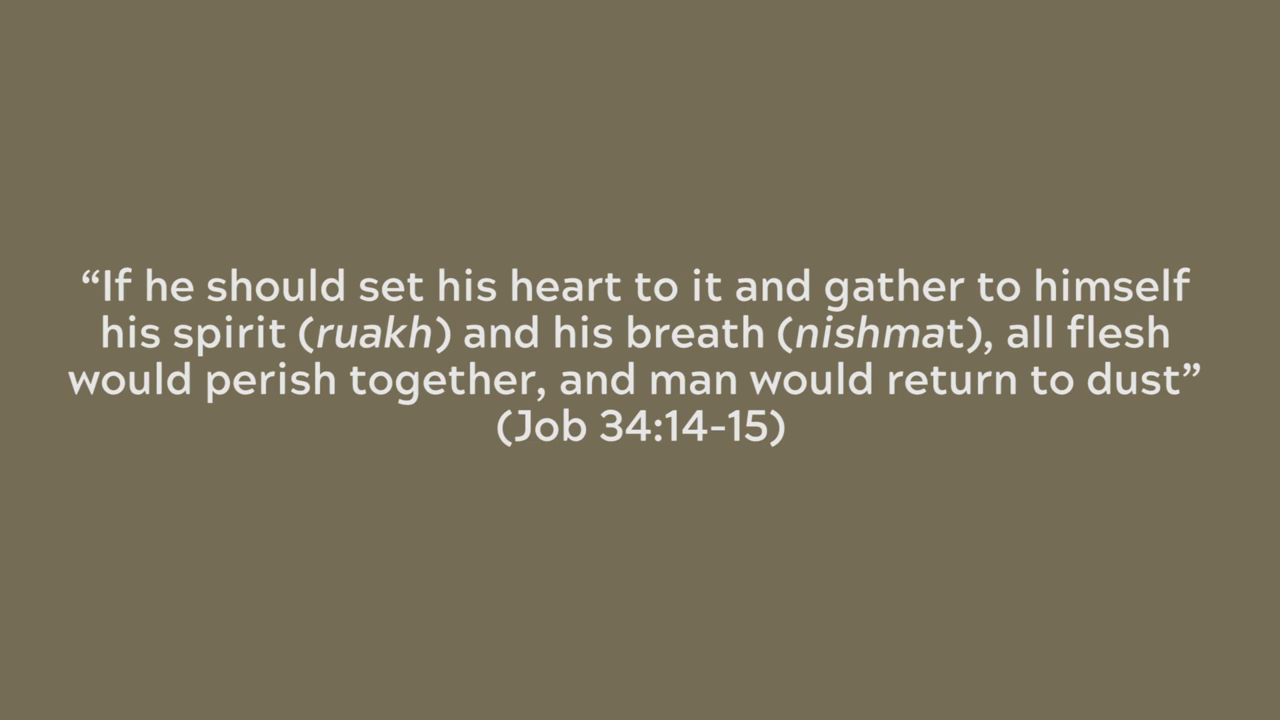 “If he should set his heart to it and gather to himself
his spirit (ruakh) and his breath (nishmat), all flesh
would perish together, and man would return to dust”
(Job 34:14-15)